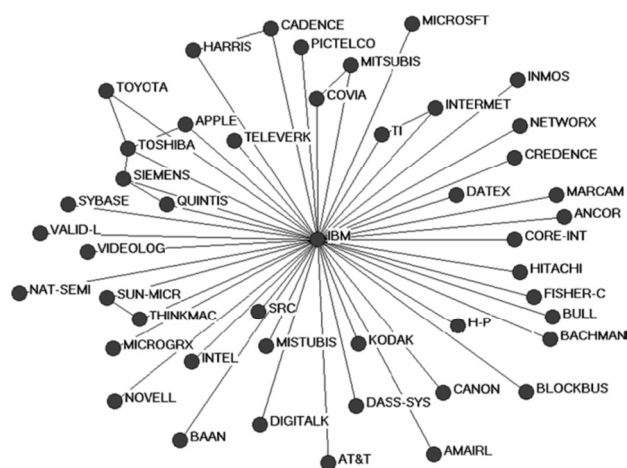 CADENCE
MICROSFT
HARRIS
PICTELCO
MITSUBIS
INMOS
TOYOTA
COVIA
INTERMET
APPLE
TI
NETWORX
TELEVERK
TOSHIBA
CREDENCE
SIEMENS
DATEX
MARCAM
SYBASE
QUINTIS
ANCOR
VALID-L
IBM
CORE-INT
VIDEOLOG
HITACHI
NAT-SEMI
SUN-MICR
FISHER-C
SRC
BULL
THINKMAC
H-P
BACHMAN
MICROGRX
MISTUBIS
KODAK
INTEL
CANON
BLOCKBUS
NOVELL
DASS-SYS
DIGITALK
BAAN
AMAIRL
AT&T